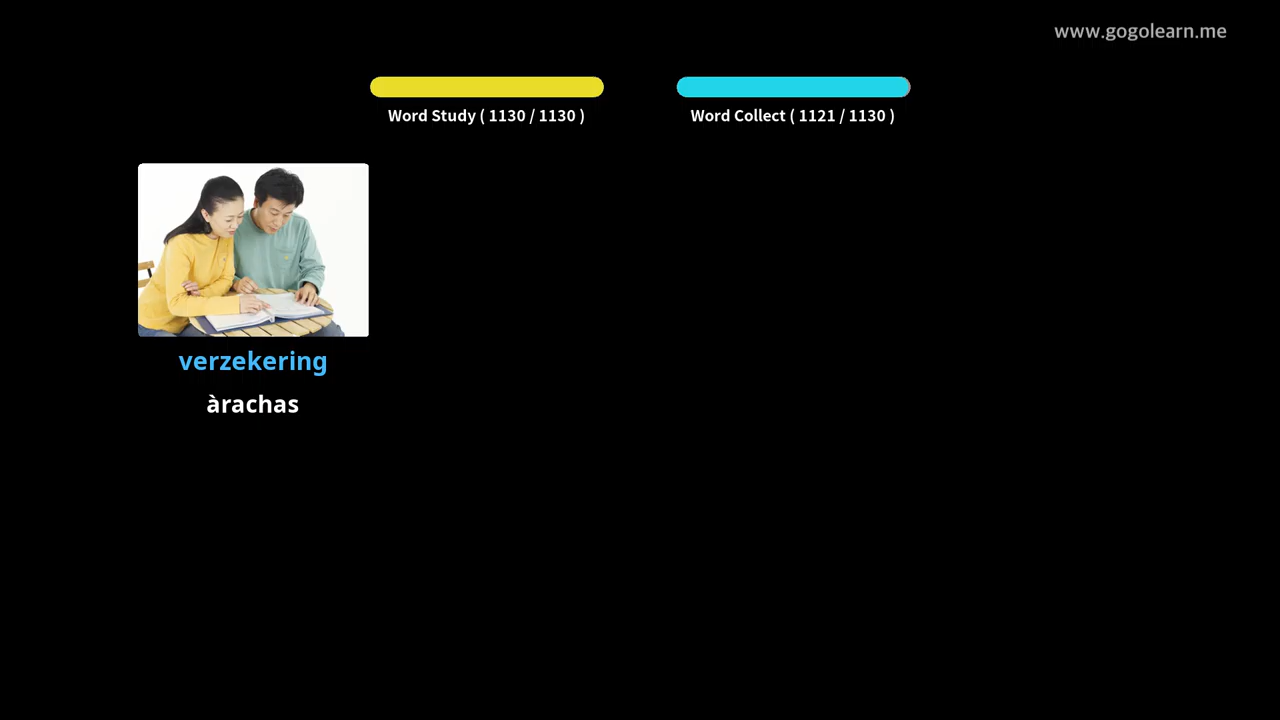 www.gogolearn.me
Word Study ( 1130 / 1130 )
Word Collect ( 1121 / 1130 )
verzekering
àrachas